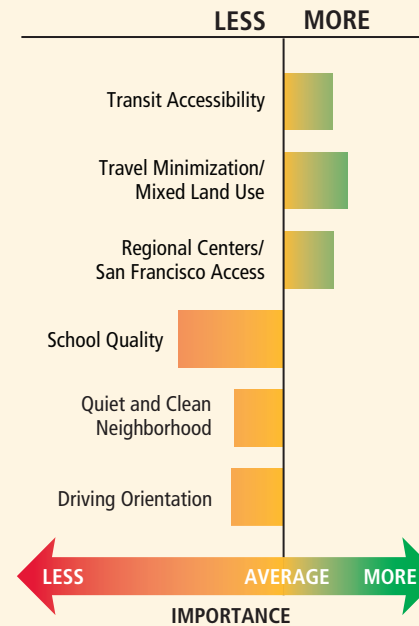 LESS MORE
Transit Accessibility
Travel Minimization/
Mixed Land Use
Regional Centers/
San Francisco Access
School Quality
Quiet and Clean
Neighborhood
Driving Orientation
LESS AVERAGE MORE
IMPORTANCE